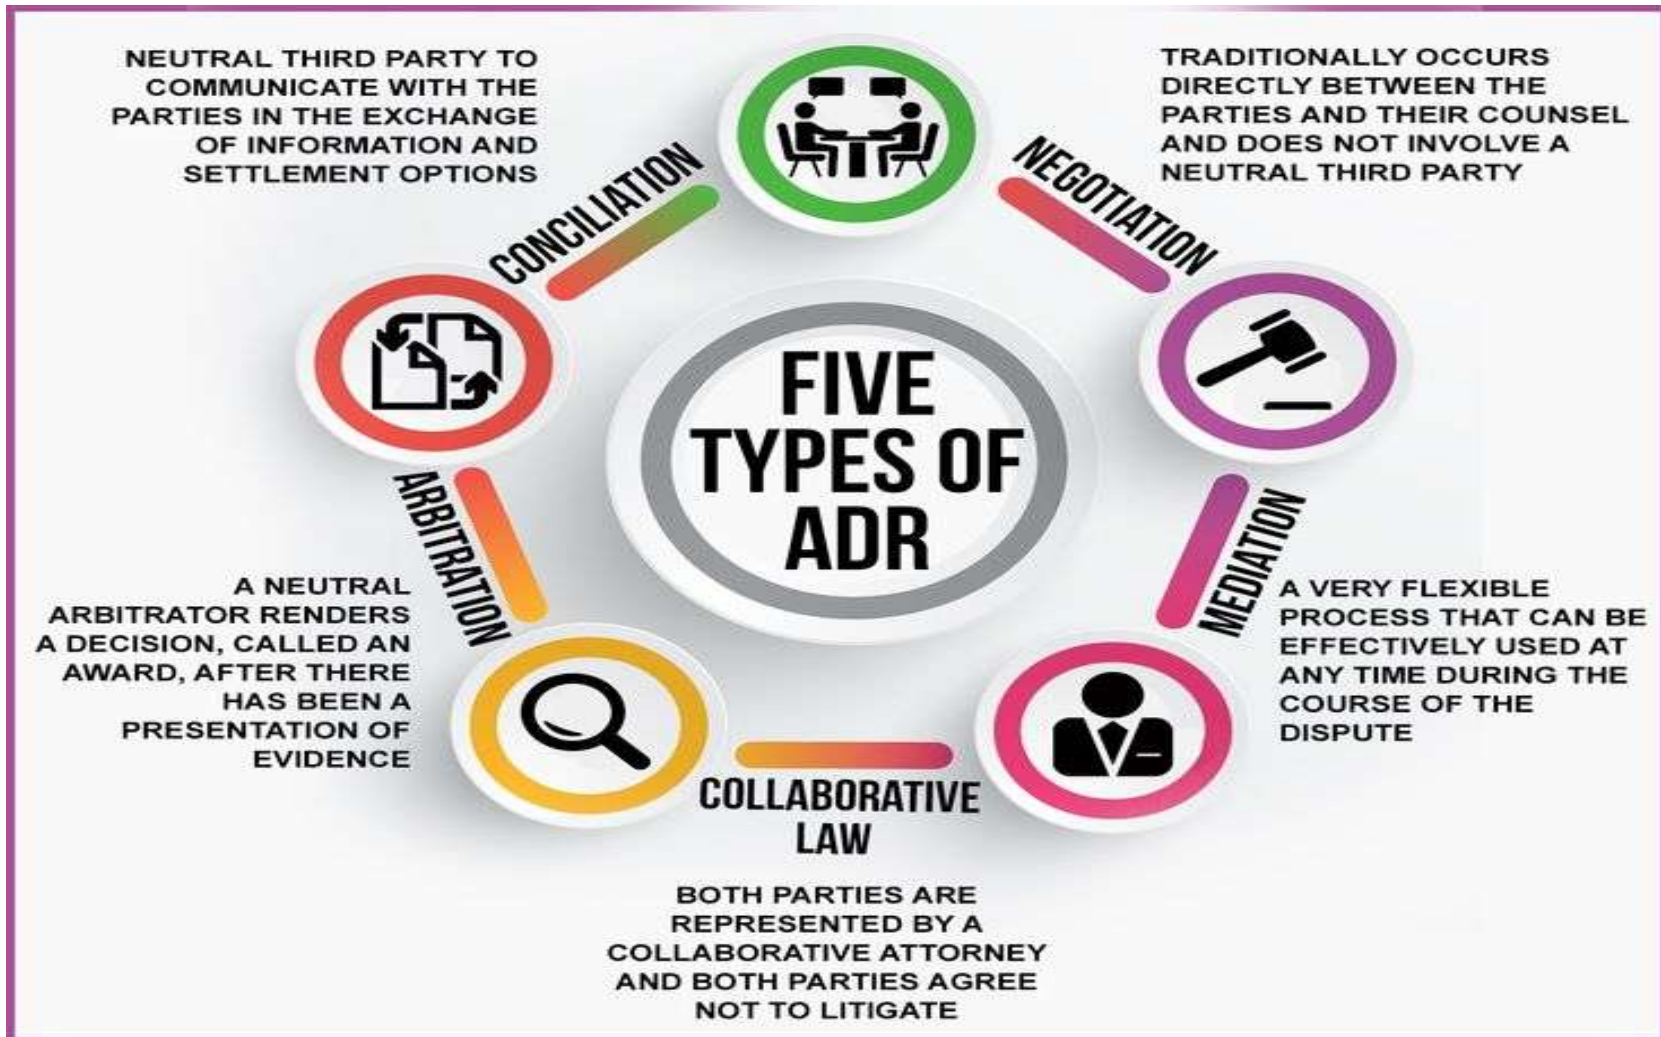 NEUTRAL THIRD PARTY TO
COMMUNICATE WITH THE
PARTIES IN THE EXCHANGE
OF INFORMATION AND
SETTLEMENT OPTIONS
CONCILIATION
TRADITIONALLY OCCURS
DIRECTLY BETWEEN THE
PARTIES AND THEIR COUNSEL
AND DOES NOT INVOLVE A
NEUTRAL THIRD PARTY
NEGOTIATION
FIVE
TYPES OF
ADR
ARBITRATION
A NEUTRAL
ARBITRATOR RENDERS
A DECISION, CALLED AN
AWARD, AFTER THERE
HAS BEEN A
PRESENTATION OF
EVIDENCE
MEDIATION
A VERY FLEXIBLE
PROCESS THAT CAN BE
EFFECTIVELY USED AT
ANY TIME DURING THE
COURSE OF THE
DISPUTE
COLLABORATIVE
LAW
BOTH PARTIES ARE
REPRESENTED BY A
COLLABORATIVE ATTORNEY
AND BOTH PARTIES AGREE
NOT TO LITIGATE